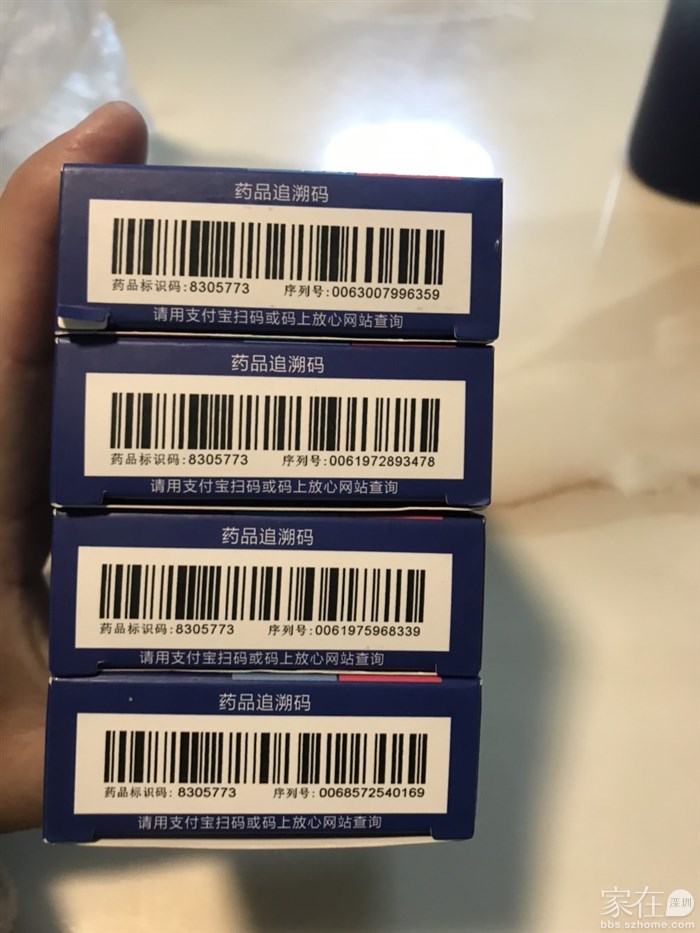 药品追溯码
药品标识码:8305773 序列号:0063007996359
请用支付宝扫码或码上放心网站查询
药品追溯码
药品标识码:8305773 序列号:0061972893478
请用支付宝扫码或码上放心网站查询
药品追溯码
药品标识码:8305773 序列号:0061975968339
请用支付宝扫码或码上放心网站查询
药品追溯码
药品标识码:8305773 序列号:0068572540169
请用支付宝扫码或码上放心网站查询
家在深圳
bbs.szhome.com